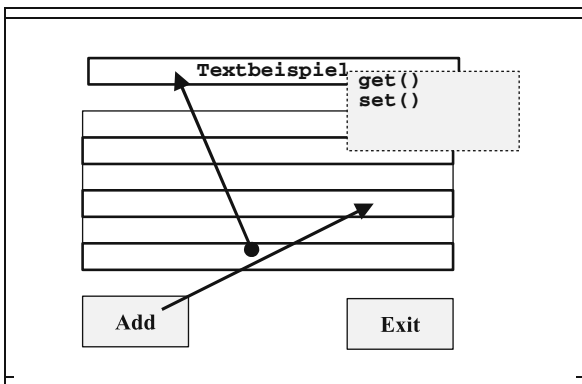 Textbeispiel
get()
set()
Add
Exit